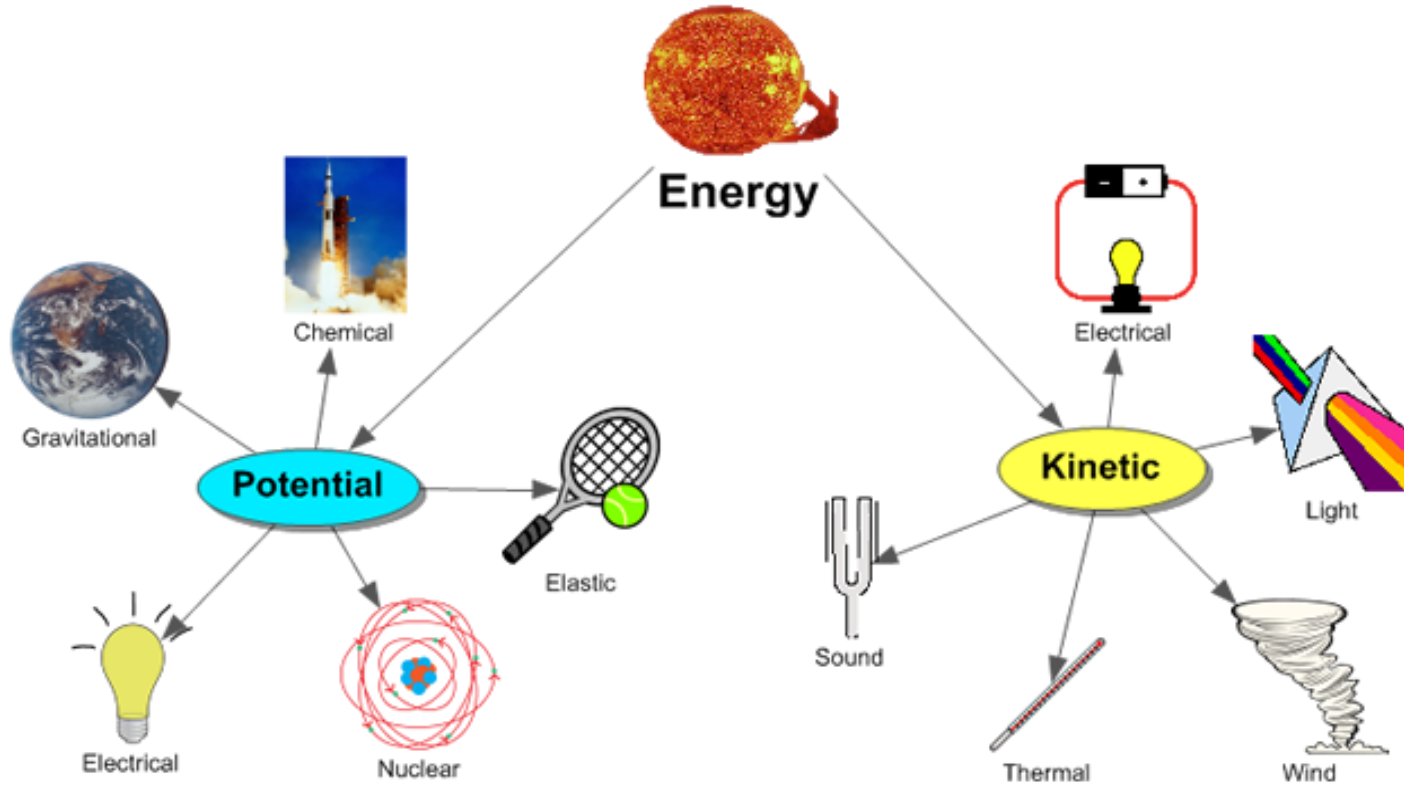 Energy
Chemical
Electrical
Gravitational
Potential
Kinetic
Light
Elastic
Sound
Electrical
Nuclear
Thermal
Wind
- +